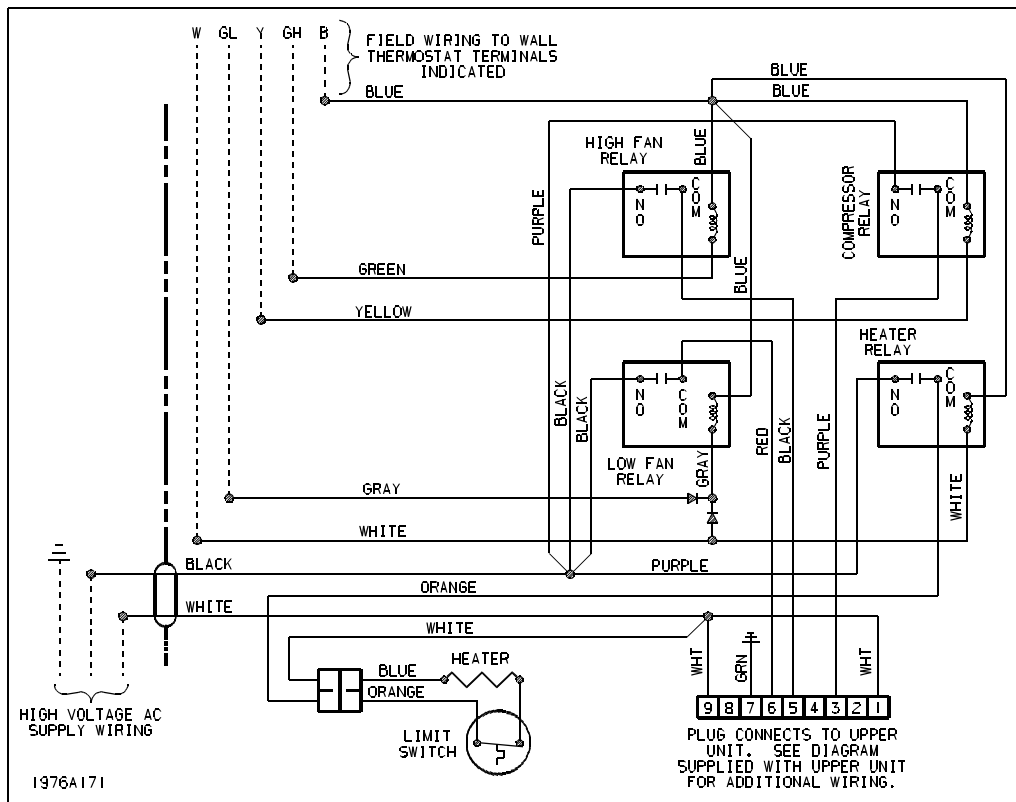 W GL Y GH B
FIELD WIRING TO WALL
THERMOSTAT TERMINALS
INDICATED
BLUE
BLUE
BLUE
HIGH FAN
RELAY
BLUE
PURPLE
NO
COM
COMPRESSOR
RELAY
NO
COM
GREEN
BLUE
YELLOW
HEATER
RELAY
NO
COM
NO
COM
BLACK
BLACK
RED
BLACK
PURPLE
LOW FAN
RELAY
GRAY
GRAY
WHITE
WHITE
BLACK
PURPLE
ORANGE
WHITE
WHITE
HEATER
BLUE
ORANGE
WHT
GRN
WHT
9 8 7 6 5 4 3 2 1
HIGH VOLTAGE AC
SUPPLY WIRING
LIMIT
SWITCH
PLUG CONNECTS TO UPPER
UNIT. SEE DIAGRAM
SUPPLIED WITH UPPER UNIT
FOR ADDITIONAL WIRING.
1976A171